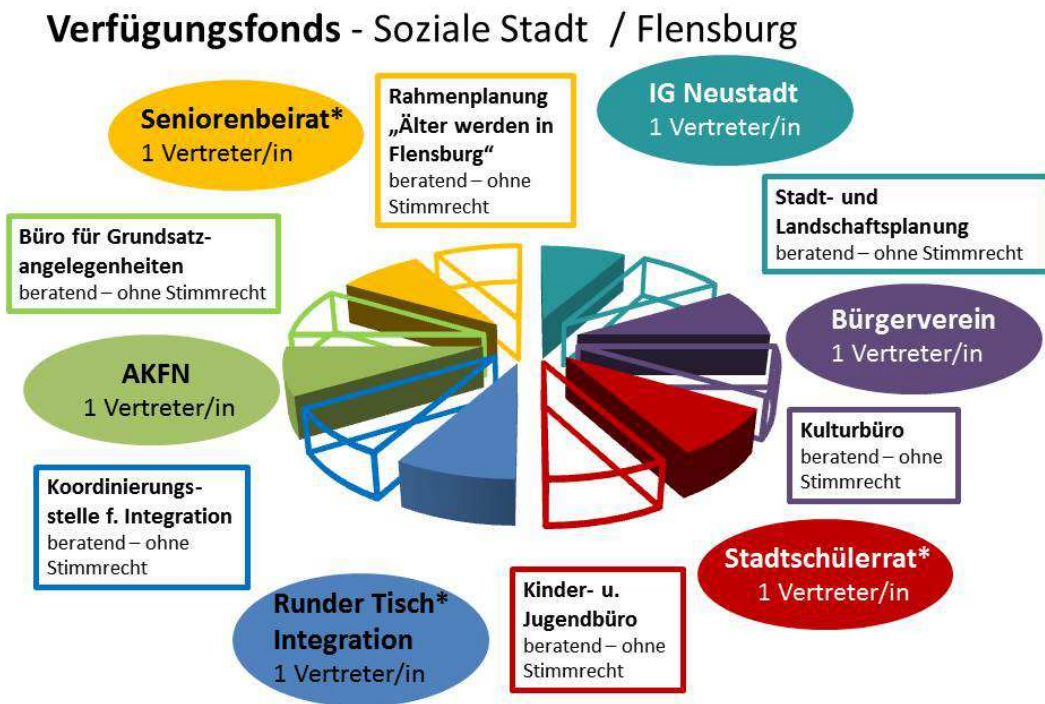 Verfügungsfonds - Soziale Stadt / Flensburg
Seniorenbeirat*
1 Vertreter/in
Rahmenplanung
„Älter werden in
Flensburg“
beratend – ohne
Stimmrecht
IG Neustadt
1 Vertreter/in
Büro für Grundsatz-
angelegenheiten
beratend – ohne Stimmrecht
Stadt- und
Landschaftsplanung
beratend – ohne Stimmrecht
AKFN
1 Vertreter/in
Bürgerverein
1 Vertreter/in
Koordinierungs-
stelle f. Integration
beratend – ohne
Stimmrecht
Kulturbüro
beratend – ohne
Stimmrecht
Runder Tisch*
Integration
1 Vertreter/in
Kinder- u.
Jugendbüro
beratend – ohne
Stimmrecht
Stadtschülerrat*
1 Vertreter/in